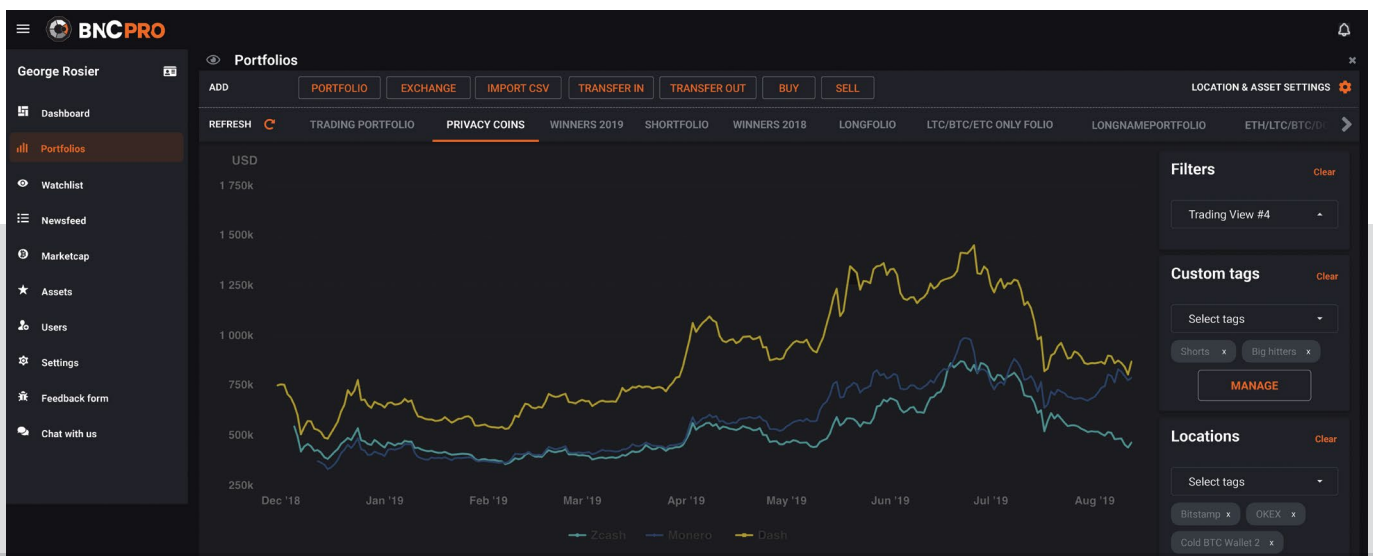 BNCPRO
George Rosier
Dashboard
Portfolios
Watchlist
Newsfeed
Marketcap
Assets
Users
Settings
Feedback form
Chat with us
Portfolios
ADD PORTFOLIO EXCHANGE IMPORT CSV TRANSFER IN TRANSFER OUT BUY SELL LOCATION & ASSET SETTINGS
REFRESH TRADING PORTFOLIO PRIVACY COINS WINNERS 2019 SHORTFOLIO WINNERS 2018 LONGFOLIO LTC/BTC/ETC ONLY FOLIO LONGNAMEPORTFOLIO ETH/LTC/BTC/
USD
1 750k
1 500k
1 250k
1 000k
750k
500k
250k
Dec '18 Jan '19 Feb '19 Mar '19 Apr '19 May '19 Jun '19 Jul '19 Aug '19
Zcash Monero Dash
Filters Clear
Trading View #4
Custom tags Clear
Select tags
Shorts x Big hitters x
MANAGE
Locations Clear
Select tags
Bitstamp x OKEX x
Cold BTC Wallet 2 x